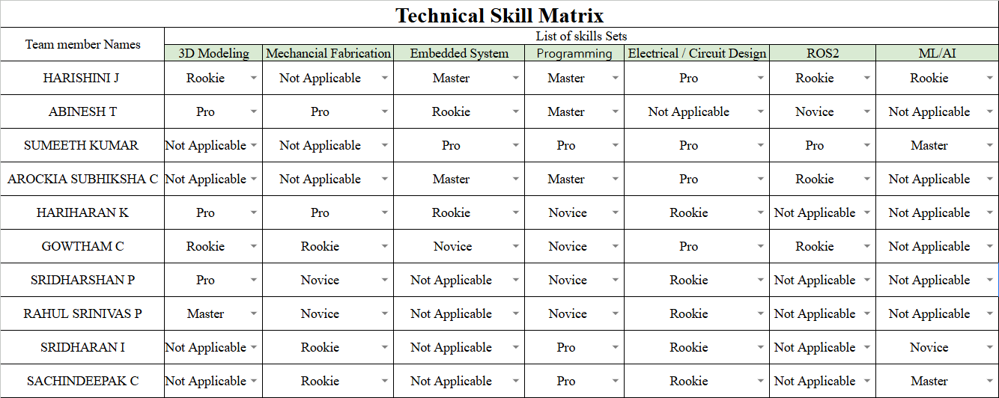 Technical Skill Matrix
Team member Names
List of skills Sets
3D Modeling Mechancial Fabrication Embedded System Programming Electrical / Circuit Design ROS2 ML/AI
HARISHINI J Rookie Not Applicable Master Master Pro Rookie Rookie
ABINESH T Pro Pro Rookie Master Not Applicable Novice Not Applicable
SUMEETH KUMAR Not Applicable Not Applicable Pro Pro Pro Pro Master
AROCKIA SUBHIKSHA C Not Applicable Not Applicable Master Master Pro Rookie Not Applicable
HARIHARAN K Pro Pro Rookie Novice Rookie Not Applicable Not Applicable
GOWTHAM C Rookie Rookie Novice Novice Pro Rookie Not Applicable
SRIDHARSHAN P Pro Novice Not Applicable Novice Rookie Not Applicable Not Applicable
RAHUL SRINIVAS P Master Novice Not Applicable Novice Rookie Not Applicable Not Applicable
SRIDHARAN I Not Applicable Rookie Not Applicable Pro Rookie Not Applicable Novice
SACHINDEEPAK C Not Applicable Rookie Not Applicable Pro Rookie Not Applicable Master